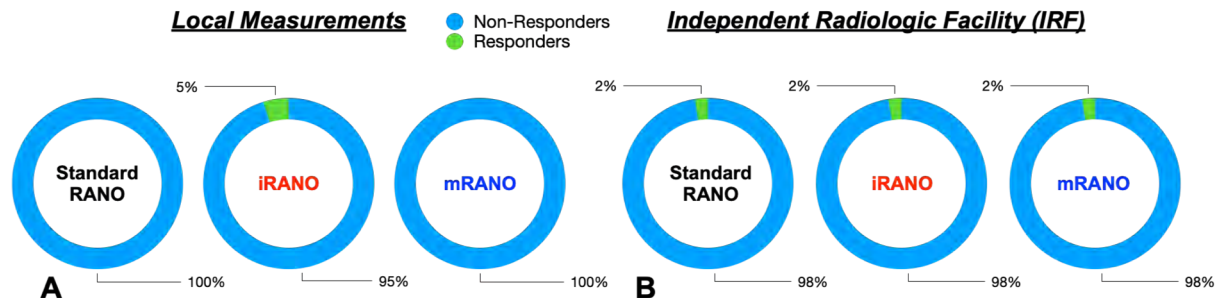 Local Measurements
Non-Responders
Responders
Independent Radiologic Facility (IRF)
5%
2%
2%
2%
Standard
RANO
iRANO
mRANO
Standard
RANO
iRANO
mRANO
A
100%
95%
100%
B
98%
98%
98%